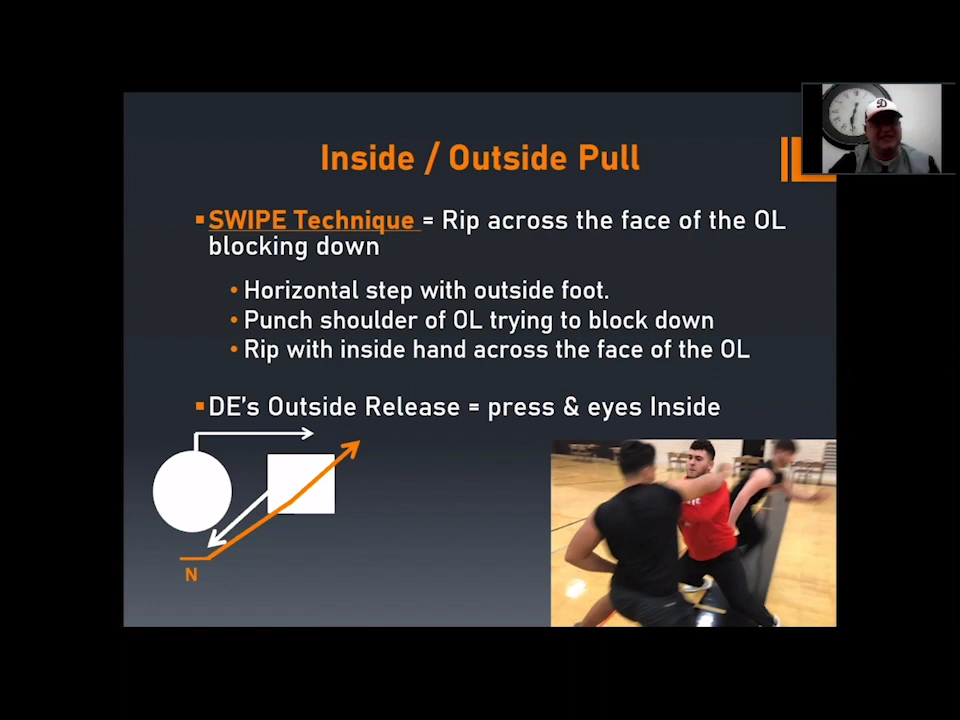 Inside / Outside Pull
▪SWIPE Technique = Rip across the face of the OL
blocking down
• Horizontal step with outside foot.
• Punch shoulder of OL trying to block down
• Rip with inside hand across the face of the OL
▪DE's Outside Release = press & eyes Inside
N
D